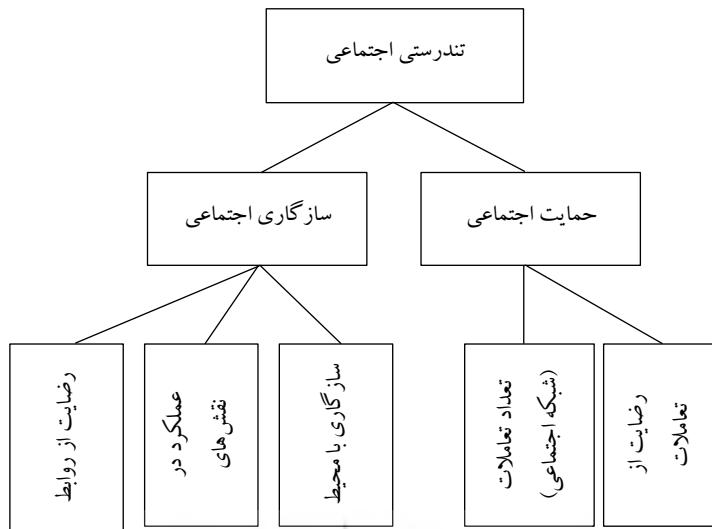 تندرستی اجتماعی
حمایت اجتماعی
سازگاری اجتماعی
رضایت از
تعاملات
تعداد تعاملات
(شبکه اجتماعی)
سازگاری با محیط
عملکرد در
نقش‌های
رضایت از روابط